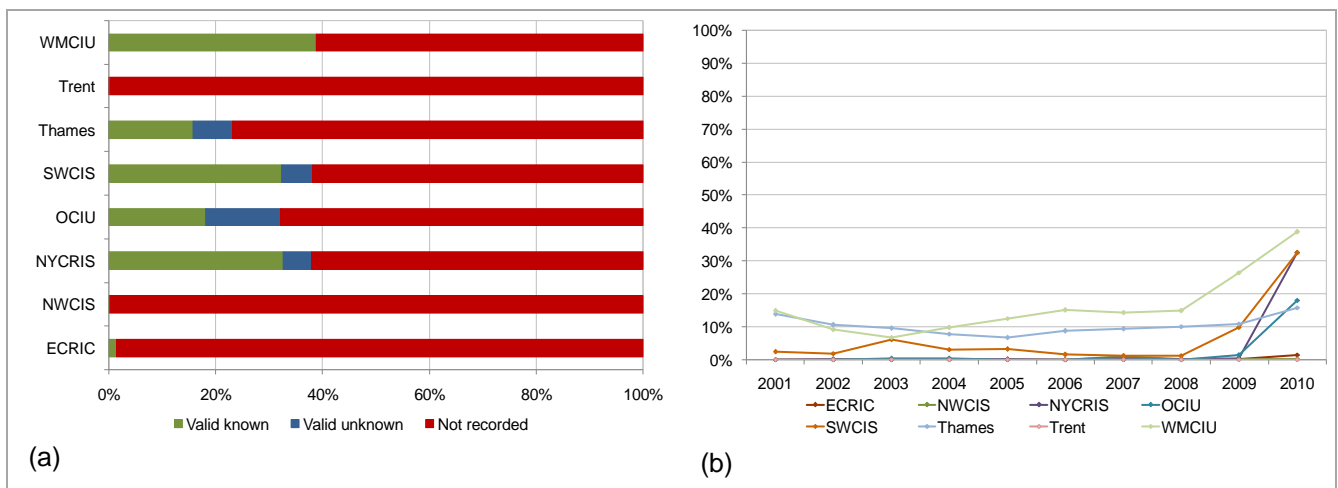 WMCIU
Trent
Thames
SWCIS
OCIU
NYCRIS
NWCIS
ECRIC
0% 20% 40% 60% 80% 100%
Valid known Valid unknown Not recorded
(a)
100%
90%
80%
70%
60%
50%
40%
30%
20%
10%
0%
2001 2002 2003 2004 2005 2006 2007 2008 2009 2010
ECRIC NWCIS NYCRIS OCIU
SWCIS Thames Trent WMCIU
(b)